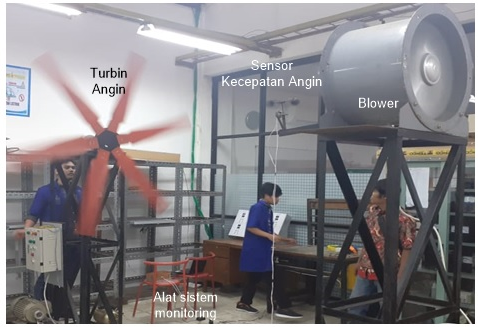 Turbin
Angin
Sensor
Kecepatan Angin
Blower
Alat sistem
monitoring